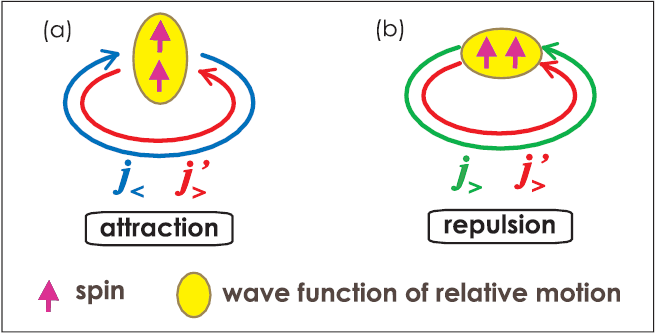 (a)
(b)
j< j'>
j> j'>
attraction
repulsion
spin
wave function of relative motion